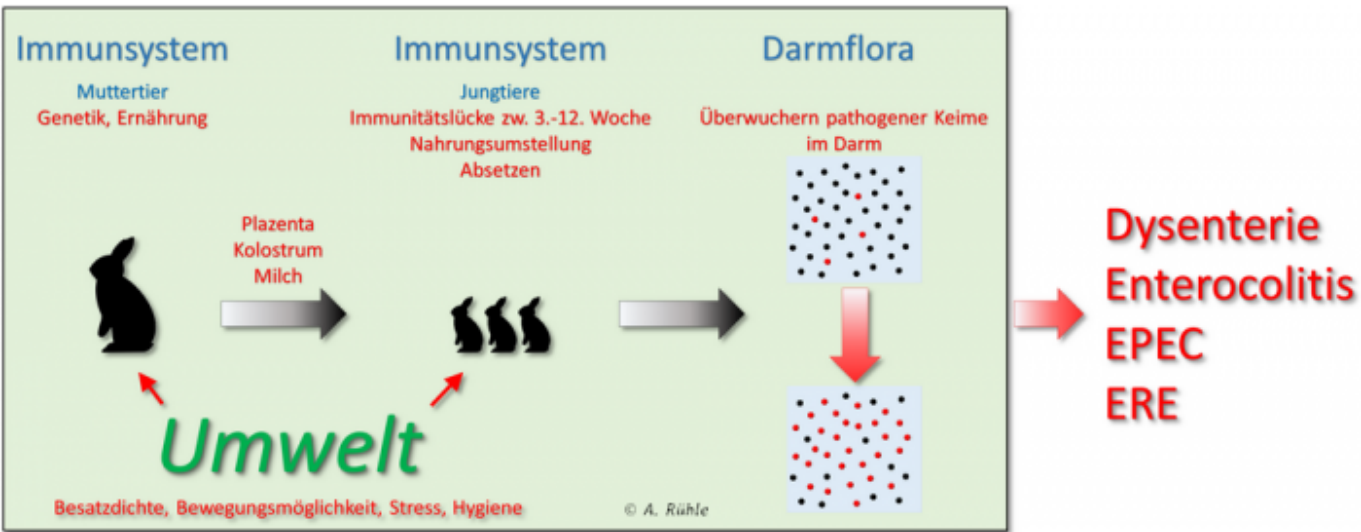 Immunsystem
Muttertier
Genetik, Ernährung
Immunsystem
Jungtiere
Immunitätslücke zw. 3.-12. Woche
Nahrungsumstellung
Absetzen
Darmflora
Überwuchern pathogener Keime
im Darm
Plazenta
Kolostrum
Milch
Umwelt
Besatzdichte, Bewegungsmöglichkeit, Stress, Hygiene
© A. Rühle
Dysenterie
Enterocolitis
EPEC
ERE